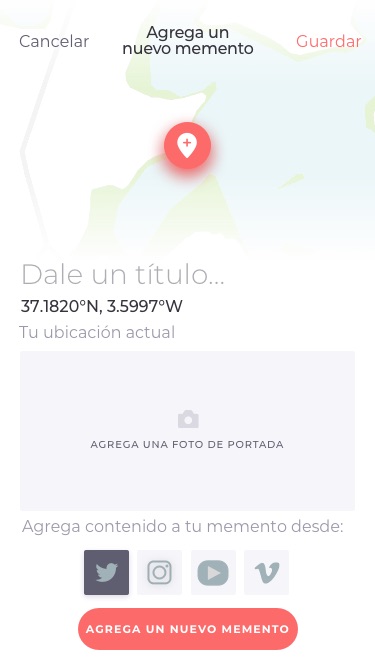 Cancelar
Agrega un
nuevo memento
Guardar
Dale un título...
37.1820°N, 3.5997°W
Tu ubicación actual
AGREGA UNA FOTO DE PORTADA
Agrega contenido a tu memento desde:
AGREGA UN NUEVO MEMENTO